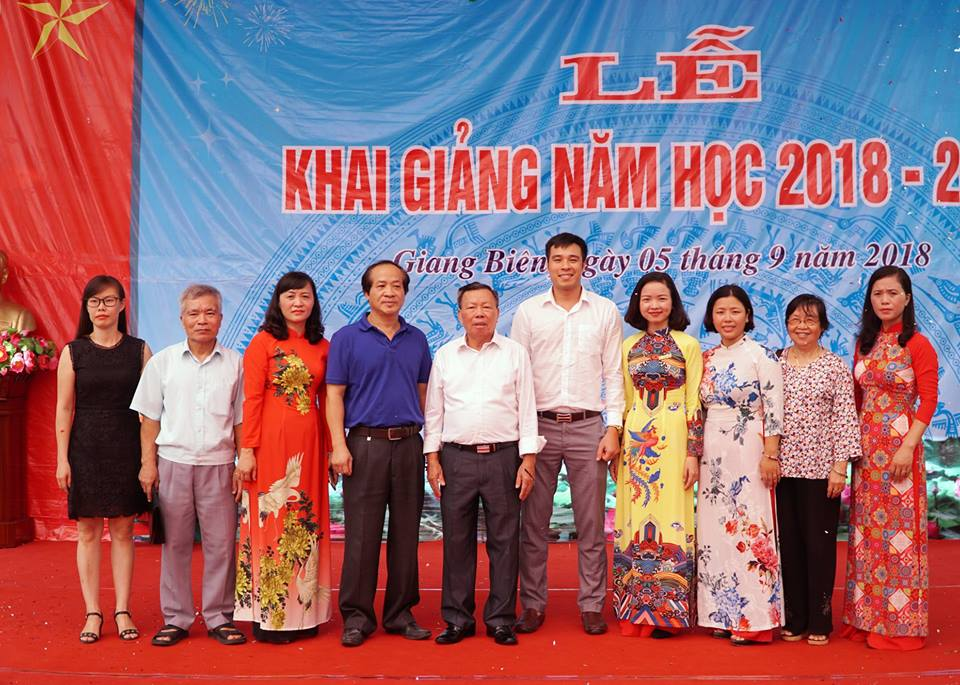 LỄ
KHAI GIẢNG NĂM HỌC 2018 - 2
Giang Biên, ngày 05 tháng 9 năm 2018